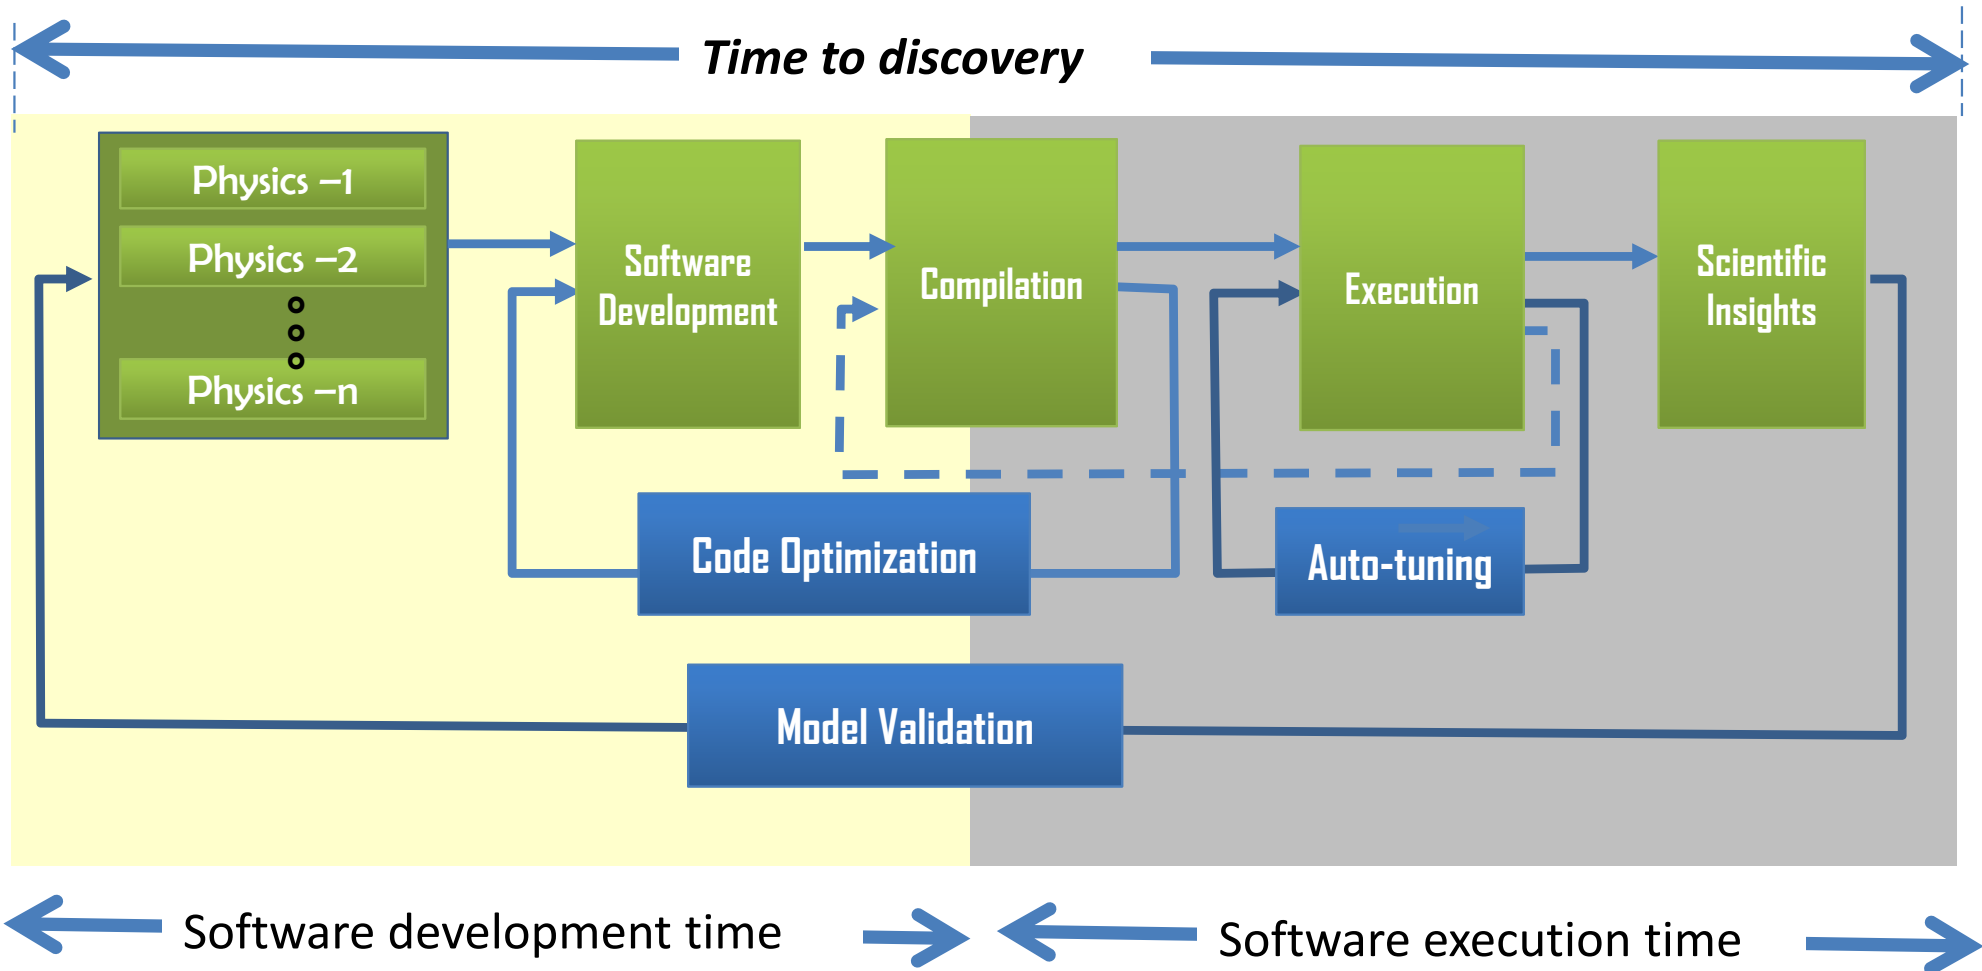 Time to discovery
Physics –1
Physics –2
Physics –n
Software
Development
Compilation
Execution
Scientific
Insights
Code Optimization
Auto-tuning
Model Validation
Software development time
Software execution time